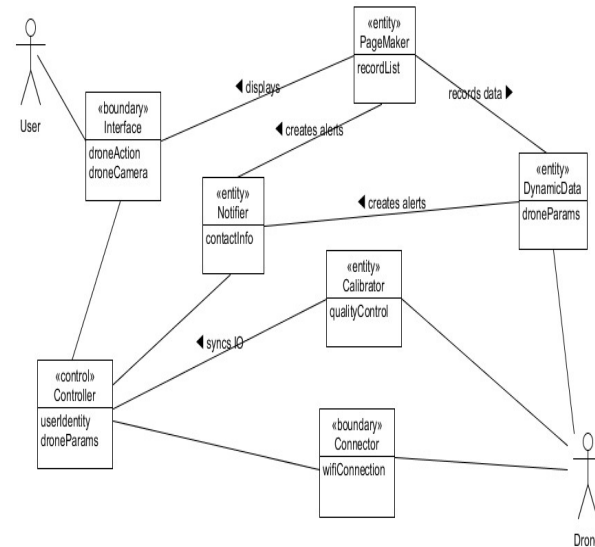 «entity»
PageMaker
recordList
◀ displays
records data ▶
User
«boundary»
Interface
droneAction
droneCamera
◀ creates alerts
«entity»
DynamicData
droneParams
«entity»
Notifier
contactInfo
◀ creates alerts
«entity»
Calibrator
qualityControl
◀ syncs IO
«control»
Controller
userIdentity
droneParams
«boundary»
Connector
wifiConnection
Dron